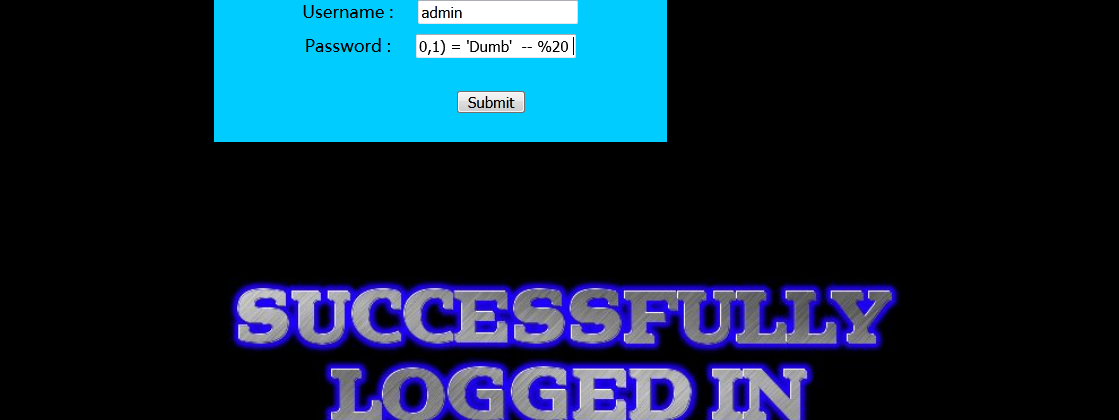 Username : admin
Password : 0,1) = 'Dumb' -- %20
Submit
SUCCESSFULLY
LOGGED IN